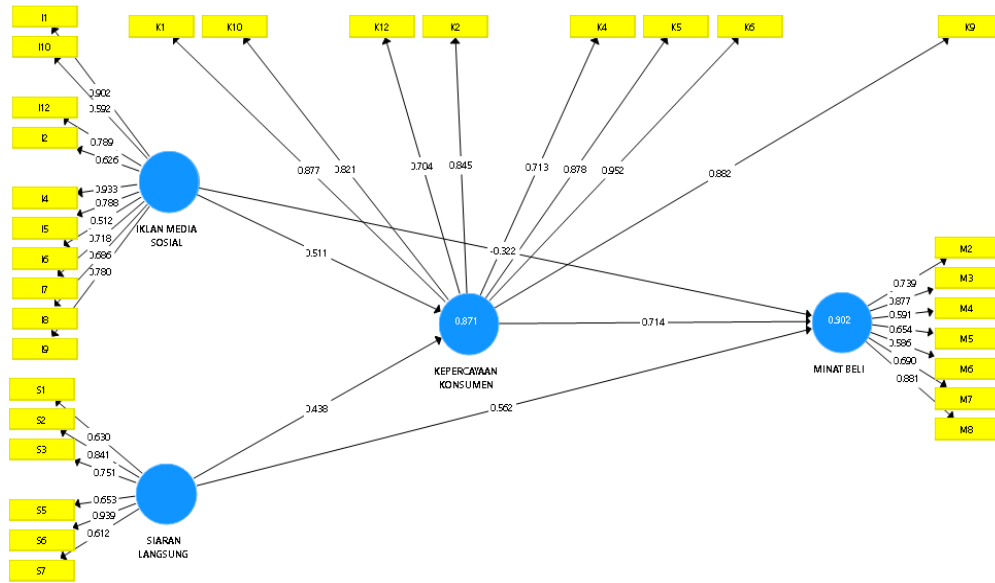 I1
I10
I12
I2
I4
I5
I6
I7
I8
I9
0.902
0.592
0.789
0.626
0.933
0.788
0.512
0.718
0.686
0.780
IKLAN MEDIA
SOSIAL
K1
K10
K12
K2
K4
K5
K6
K9
0.877
0.821
0.704
0.845
0.713
0.878
0.952
0.882
0.511
-0.322
0.871
KEPERCAYAAN
KONSUMEN
0.714
0.438
0.562
0.902
MINAT BELI
M2
M3
M4
M5
M6
M7
M8
0.739
0.877
0.591
0.654
0.586
0.690
0.881
S1
S2
S3
S5
S6
S7
0.630
0.841
0.751
0.653
0.939
0.612
SIARAN
LANGSUNG